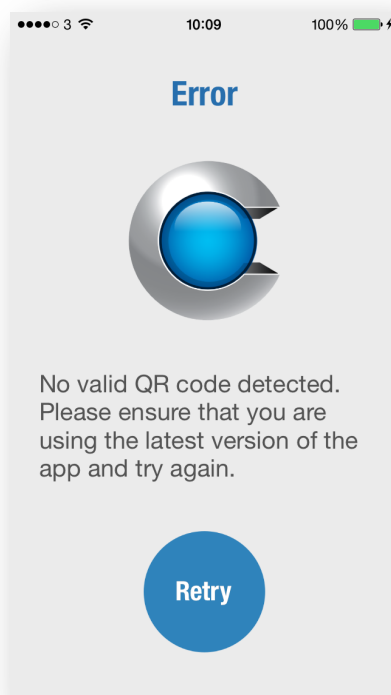 3 10:09 100%
Error
No valid QR code detected.
Please ensure that you are
using the latest version of the
app and try again.
Retry